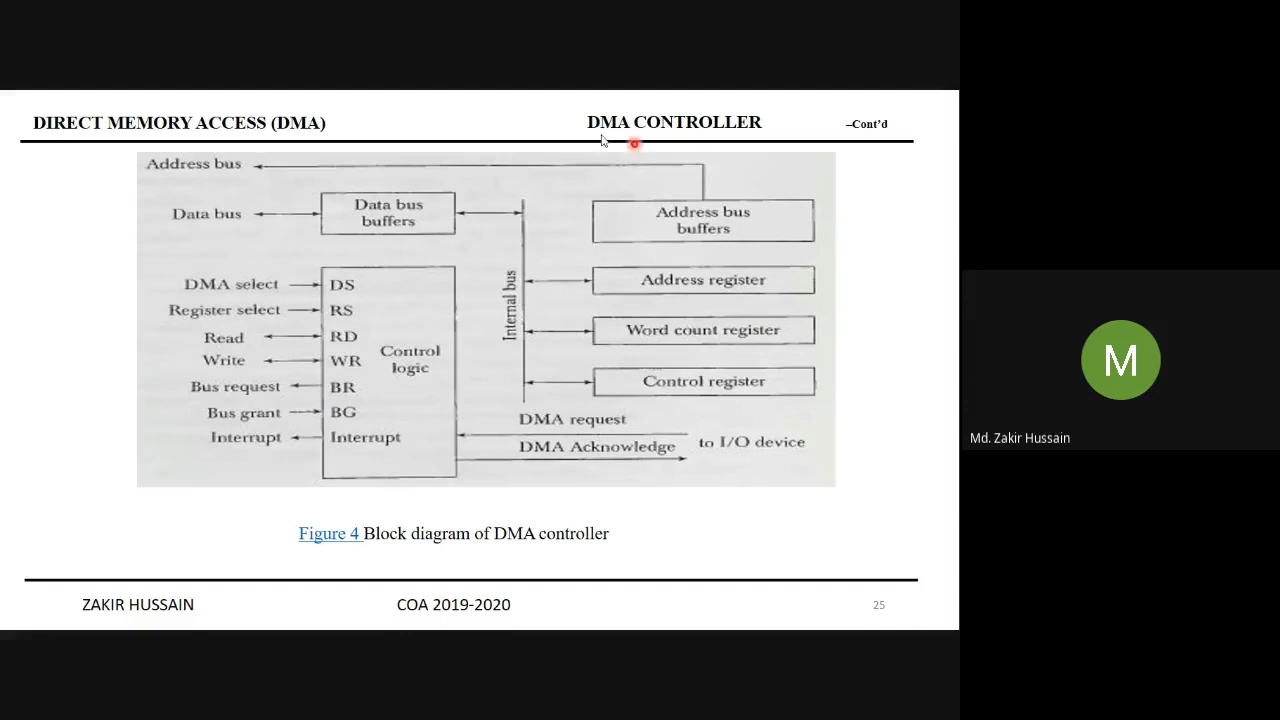 DIRECT MEMORY ACCESS (DMA)
DMA CONTROLLER
–Cont’d
Address bus
Data bus
Data bus
buffers
Address bus
buffers
DMA select
DS
Register select
RS
Read
RD
Write
WR
Bus request
BR
Bus grant
BG
Interrupt
Interrupt
Control
logic
Internal bus
Address register
Word count register
Control register
DMA request
DMA Acknowledge
to I/O device
Figure 4 Block diagram of DMA controller
ZAKIR HUSSAIN
COA 2019-2020
25
M
Md. Zakir Hussain